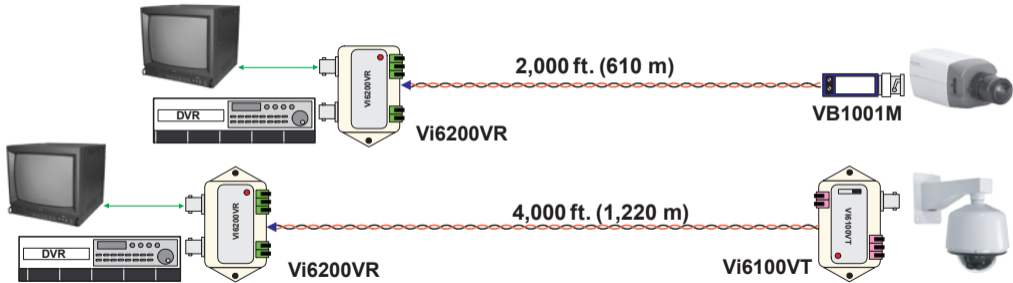 2,000 ft. (610 m)
Vi6200VR
DVR
VB1001M
Vi6200VR
4,000 ft. (1,220 m)
Vi6200VR
Vi6100VT
DVR
Vi6200VR
Vi6100VT